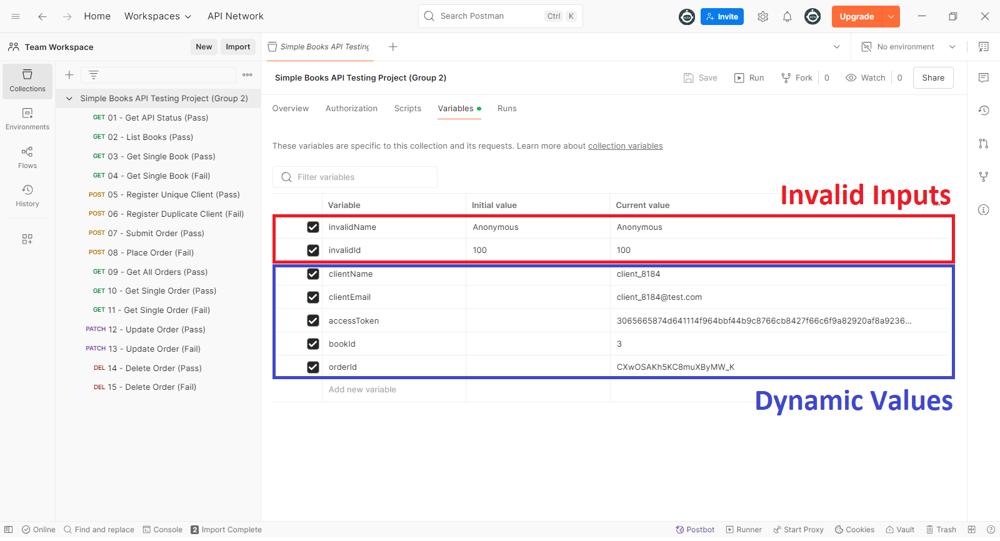 Home Workspaces API Network Search Postman Ctrl K Invite Upgrade
Team Workspace New Import Simple Books API Testing No environment
Simple Books API Testing Project (Group 2) Save Run Fork 0 Watch 0 Share
Overview Authorization Scripts Variables Runs
Collections
Environments
Flows
History
Simple Books API Testing Project (Group 2)
GET 01 - Get API Status (Pass)
GET 02 - List Books (Pass)
GET 03 - Get Single Book (Pass)
GET 04 - Get Single Book (Fail)
POST 05 - Register Unique Client (Pass)
POST 06 - Register Duplicate Client (Fail)
POST 07 - Submit Order (Pass)
POST 08 - Place Order (Fail)
GET 09 - Get All Orders (Pass)
GET 10 - Get Single Order (Pass)
GET 11 - Get Single Order (Fail)
PATCH 12 - Update Order (Pass)
PATCH 13 - Update Order (Fail)
DEL 14 - Delete Order (Pass)
DEL 15 - Delete Order (Fail)
These variables are specific to this collection and its requests. Learn more about collection variables
Filter variables
Invalid Inputs
Variable Initial value Current value
invalidName Anonymous Anonymous
invalidId 100 100
clientName client_8184
clientEmail client_8184@test.com
accessToken 3065665874d641114f964bbf44b9c8766cb8427f66c6f9a82920af8a9236...
bookId 3
orderId CXwOSAKh5KC8muXByMW_K
Add new variable
Dynamic Values
Online Find and replace Console 2 Import Complete Postbot Runner Start Proxy Cookies Vault Trash